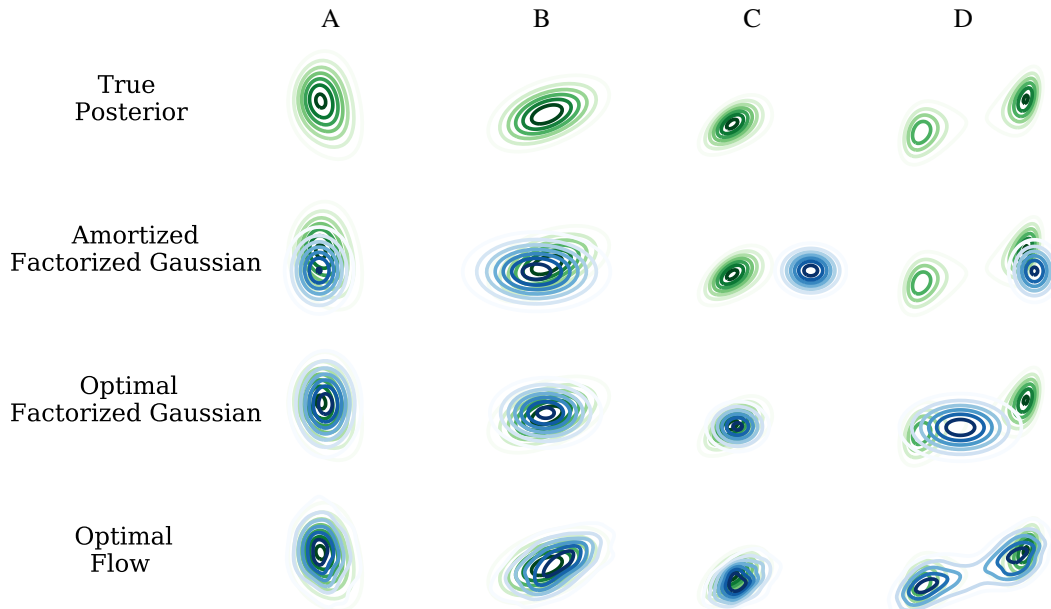 A B C D
True
Posterior
Amortized
Factorized Gaussian
Optimal
Factorized Gaussian
Optimal
Flow